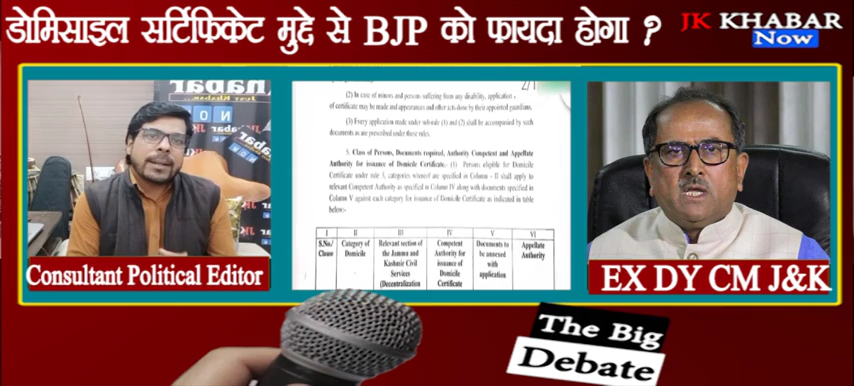 डोमिसाइल सर्टिफिकेट मुद्दे से BJP को फायदा होगा ?
JK KHABAR
Now
2/1
(2) In case of minors and persons suffering from any disability, application
of certificate may be made and appearances and other acts done by their appointed guardians.
(3) Every application made under sub-rule (1) and (2) shall be accompanied by such
documents as are prescribed under these rules.
5. Class of Persons, Documents required, Authority Competent and Appellate
Authority for issuance of Domicile Certificate:- (1) Persons eligible for Domicile
Certificate under rule 3, categories whereof are specified in Column - II shall apply to
relevant Competent Authority as specified in Column IV along with documents specified in
Column V against each category for issuance of Domicile Certificate as indicated in table
below:-
I II III IV V VI
S.No/ Clause
Category of Domicile
Relevant section of the Jammu and Kashmir Civil Services (Decentralization
Competent Authority for issuance of Domicile Certificate
Documents to be annexed with application
Appellate Authority
Consultant Political Editor
EX DY CM J&K
The Big
Debate